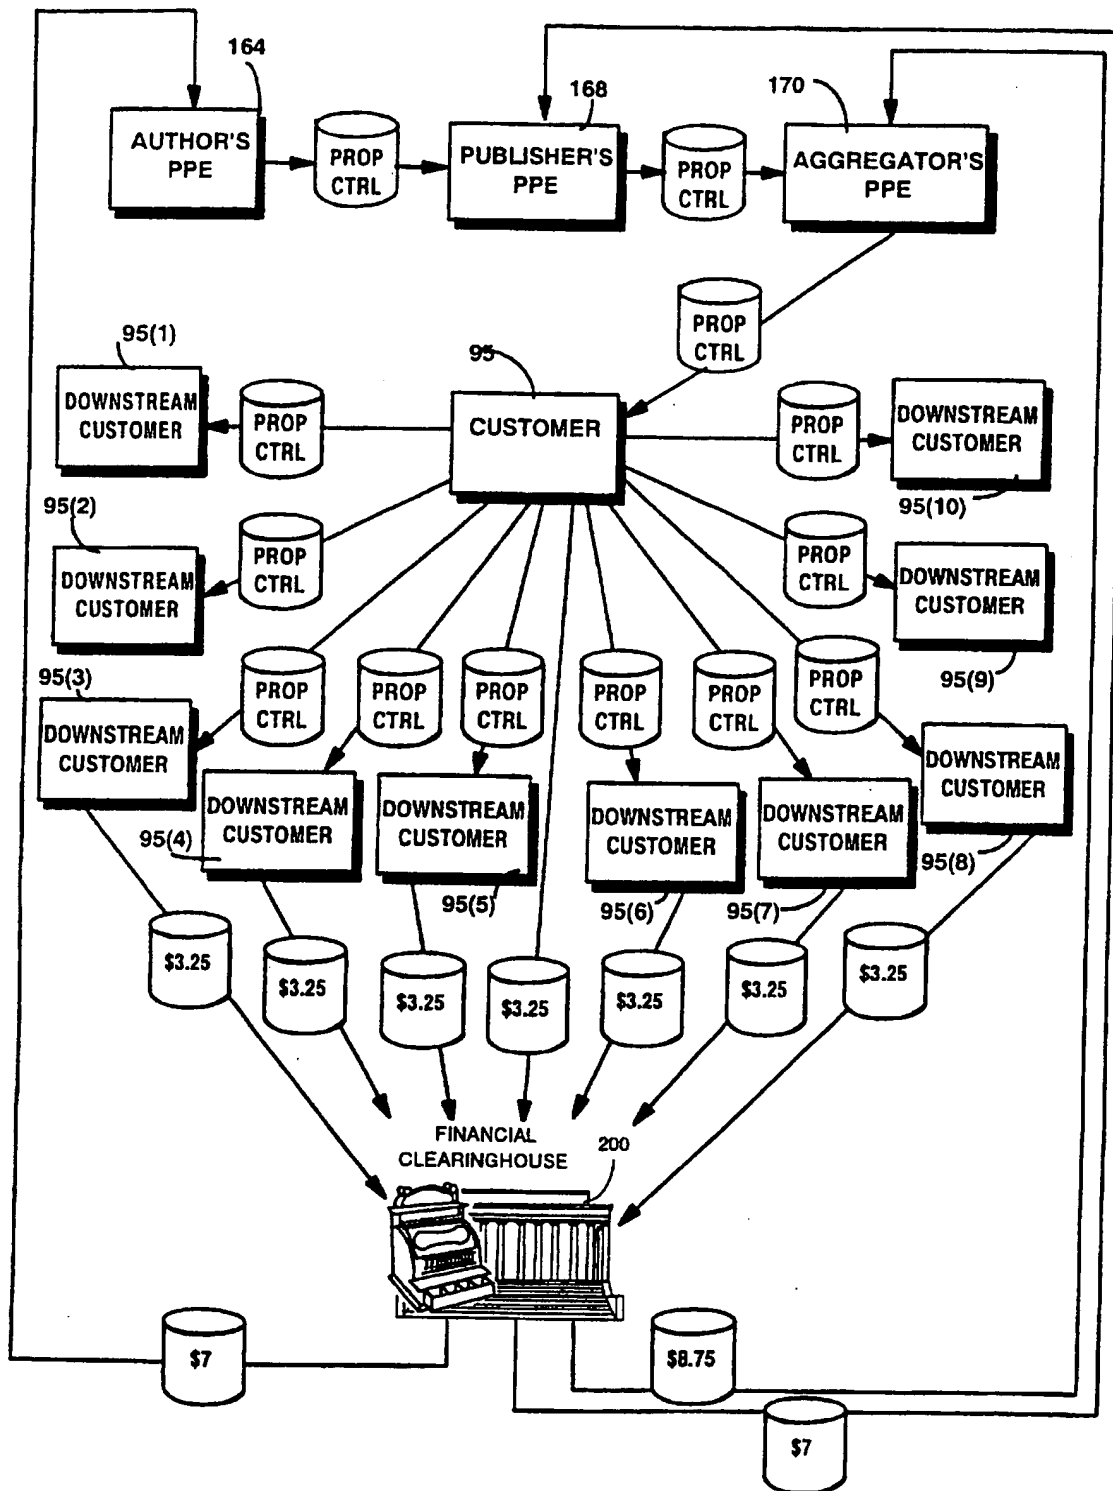 164
168
170
AUTHOR'S
PPE
PROP
CTRL
PUBLISHER'S
PPE
PROP
CTRL
AGGREGATOR'S
PPE
PROP
CTRL
95(1)
95
DOWNSTREAM
CUSTOMER
PROP
CTRL
CUSTOMER
PROP
CTRL
DOWNSTREAM
CUSTOMER
95(10)
95(2)
DOWNSTREAM
CUSTOMER
PROP
CTRL
PROP
CTRL
DOWNSTREAM
CUSTOMER
95(9)
95(3)
DOWNSTREAM
CUSTOMER
PROP
CTRL
PROP
CTRL
PROP
CTRL
PROP
CTRL
PROP
CTRL
PROP
CTRL
DOWNSTREAM
CUSTOMER
95(8)
DOWNSTREAM
CUSTOMER
95(4)
DOWNSTREAM
CUSTOMER
95(5)
DOWNSTREAM
CUSTOMER
95(6)
DOWNSTREAM
CUSTOMER
95(7)
$3.25
$3.25
$3.25
$3.25
$3.25
$3.25
$3.25
FINANCIAL
CLEARINGHOUSE
200
$7
$8.75
$7